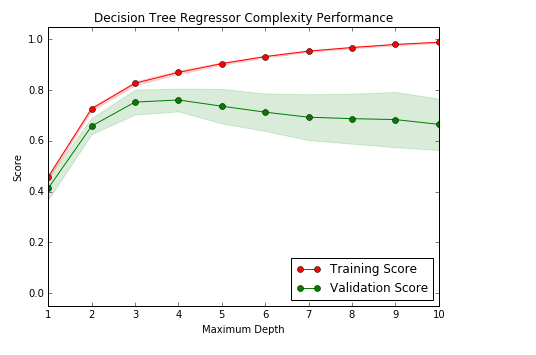 Decision Tree Regressor Complexity Performance
1.0
0.8
0.6
0.4
0.2
0.0
Score
Training Score
Validation Score
1 2 3 4 5 6 7 8 9 10
Maximum Depth